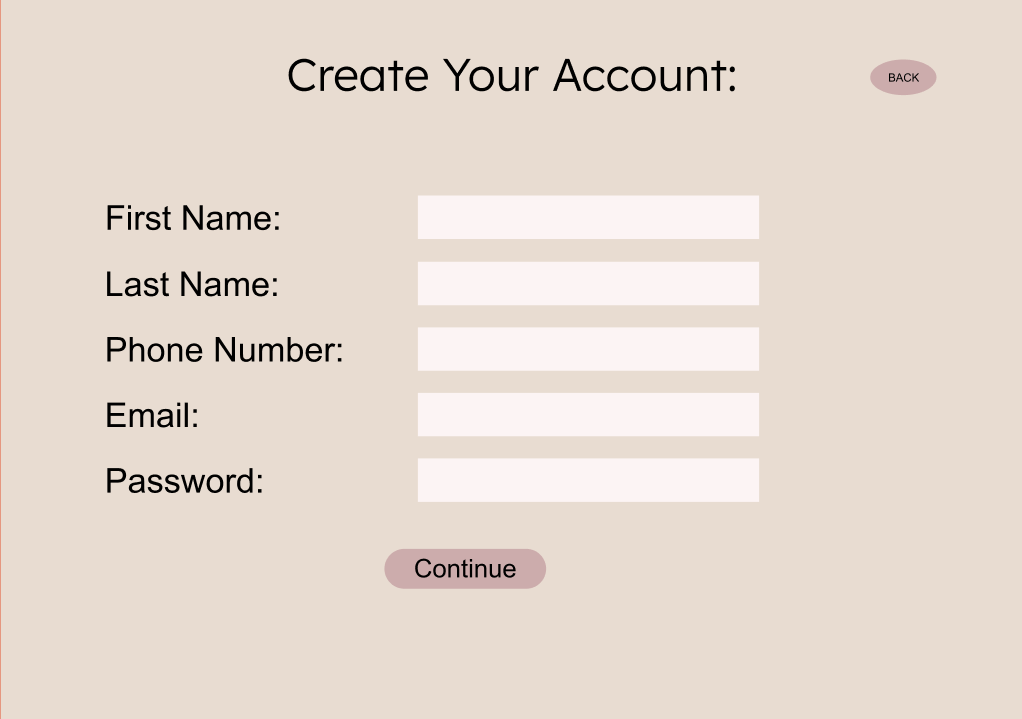 Create Your Account:
BACK
First Name:
Last Name:
Phone Number:
Email:
Password:
Continue